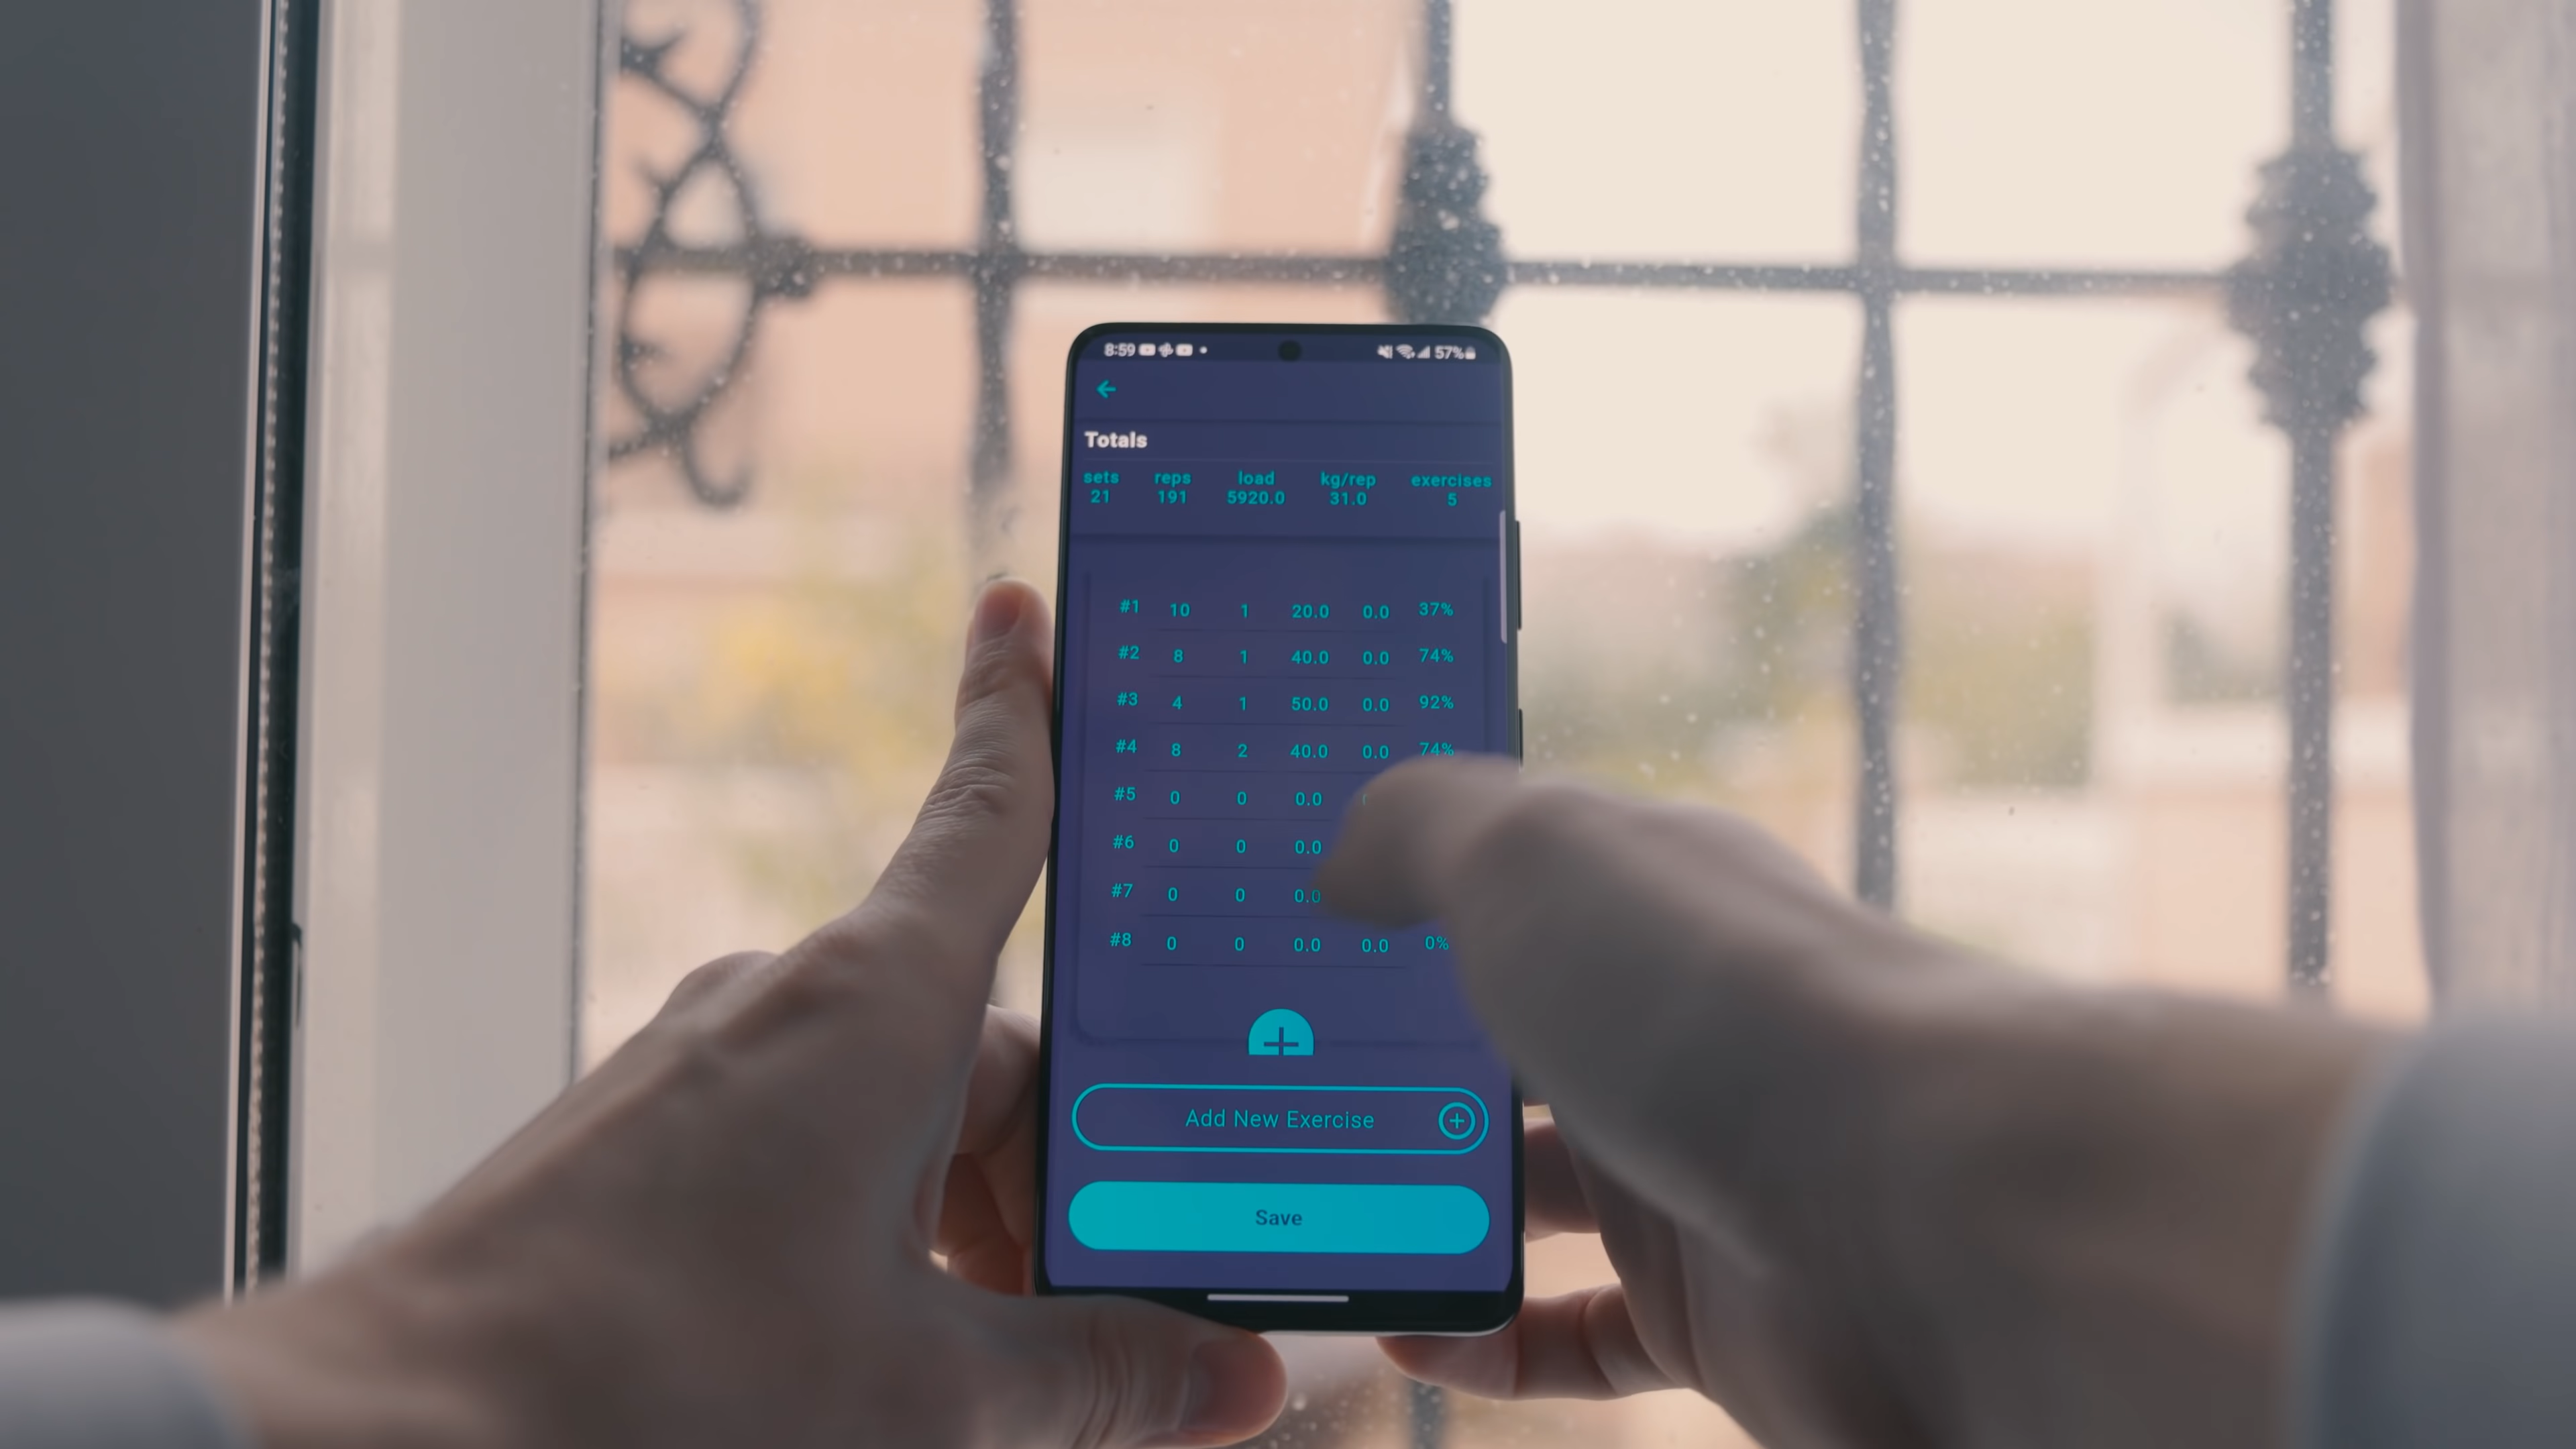 8:59 57%
Totals
sets reps load kg/rep exercises
21 191 5920.0 31.0 5
#1 10 1 20.0 0.0 37%
#2 8 1 40.0 0.0 74%
#3 4 1 50.0 0.0 92%
#4 8 2 40.0 0.0 74%
#5 0 0 0.0
#6 0 0 0.0
#7 0 0 0.0
#8 0 0 0.0 0.0 0%
Add New Exercise
Save